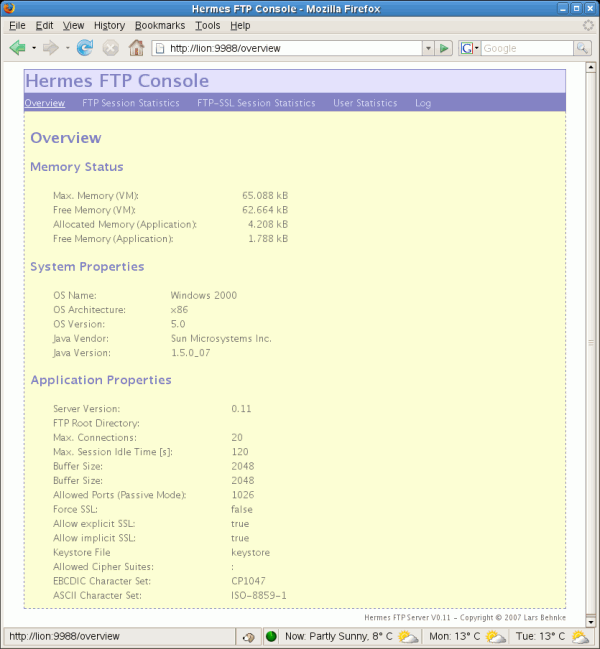 Hermes FTP Console - Mozilla Firefox
File Edit View History Bookmarks Tools Help
http://lion:9988/overview G Google
Hermes FTP Console
Overview FTP Session Statistics FTP-SSL Session Statistics User Statistics Log
Overview
Memory Status
Max. Memory (VM): 65.088 kB
Free Memory (VM): 62.664 kB
Allocated Memory (Application): 4.208 kB
Free Memory (Application): 1.788 kB
System Properties
OS Name: Windows 2000
OS Architecture: x86
OS Version: 5.0
Java Vendor: Sun Microsystems Inc.
Java Version: 1.5.0_07
Application Properties
Server Version: 0.11
FTP Root Directory:
Max. Connections: 20
Max. Session Idle Time [s]: 120
Buffer Size: 2048
Buffer Size: 2048
Allowed Ports (Passive Mode): 1026
Force SSL: false
Allow explicit SSL: true
Allow implicit SSL: true
Keystore File keystore
Allowed Cipher Suites: :
EBCDIC Character Set: CP1047
ASCII Character Set: ISO-8859-1
Hermes FTP Server V0.11 - Copyright © 2007 Lars Behnke
http://lion:9988/overview Now: Partly Sunny, 8° C Mon: 13° C Tue: 13° C